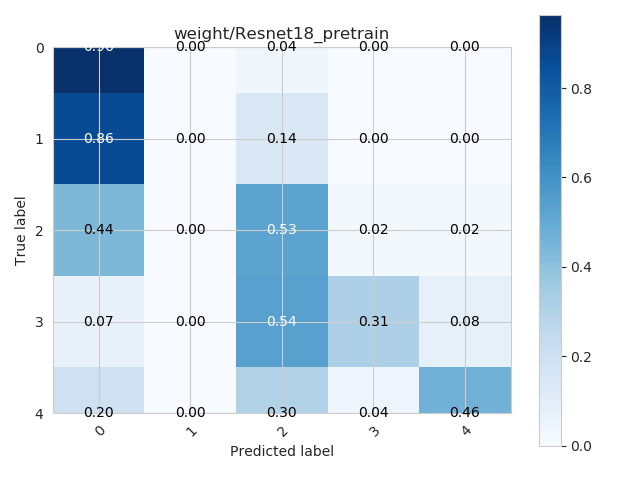 weight/Resnet18_pretrain
0 0.96 0.00 0.04 0.00 0.00
1 0.86 0.00 0.14 0.00 0.00
2 0.44 0.00 0.53 0.02 0.02
3 0.07 0.00 0.54 0.31 0.08
4 0.20 0.00 0.30 0.04 0.46
0 1 2 3 4
True label
Predicted label
0.8
0.6
0.4
0.2
0.0